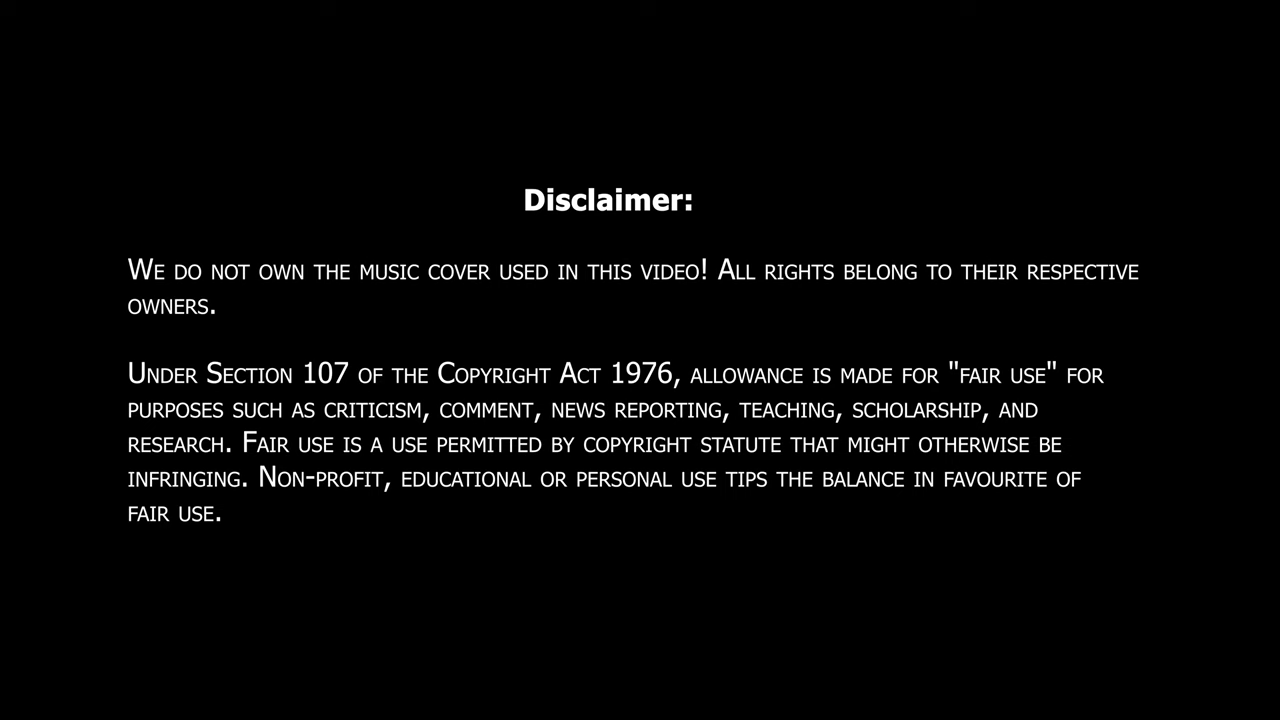 Disclaimer:
We do not own the music cover used in this video! All rights belong to their respective
owners.
Under Section 107 of the Copyright Act 1976, allowance is made for "fair use" for
purposes such as criticism, comment, news reporting, teaching, scholarship, and
research. Fair use is a use permitted by copyright statute that might otherwise be
infringing. Non-profit, educational or personal use tips the balance in favourite of
fair use.